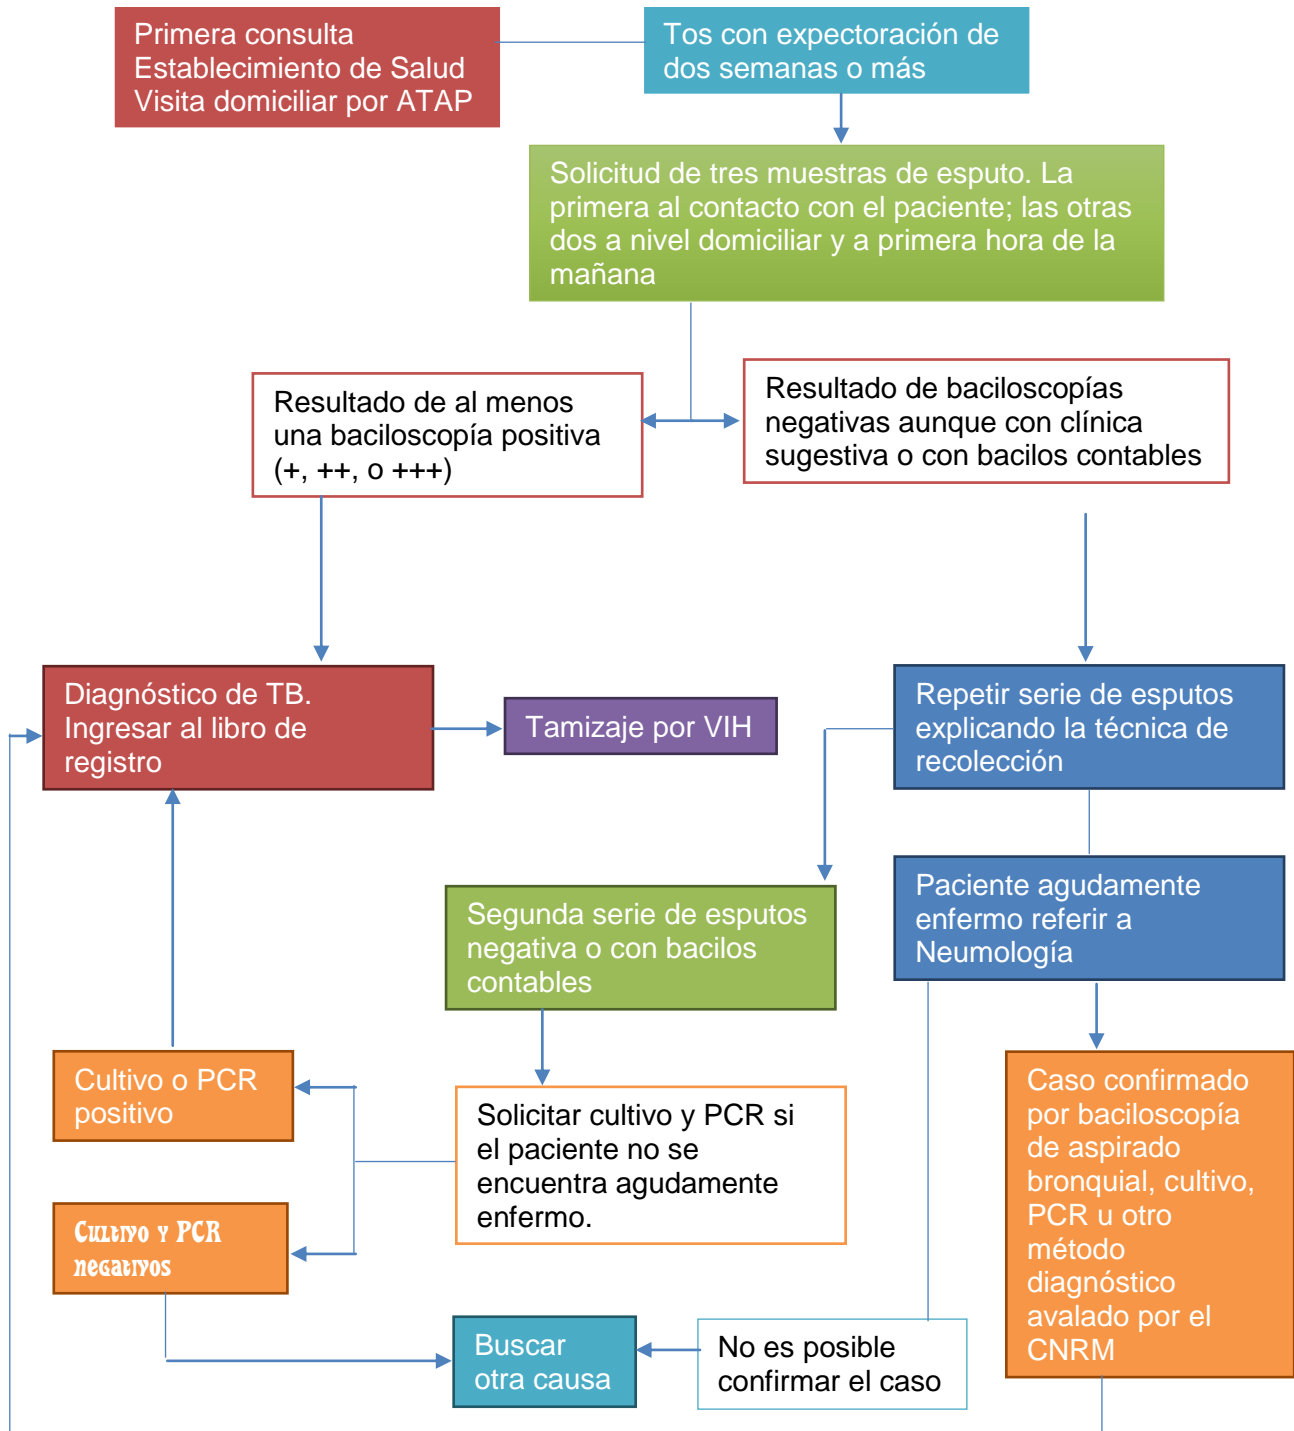 Primera consulta
Establecimiento de Salud
Visita domiciliar por ATAP
Tos con expectoración de
dos semanas o más
Solicitud de tres muestras de esputo. La
primera al contacto con el paciente; las otras
dos a nivel domiciliar y a primera hora de la
mañana
Resultado de al menos
una baciloscopía positiva
(+, ++, o +++)
Resultado de baciloscopías
negativas aunque con clínica
sugestiva o con bacilos contables
Diagnóstico de TB.
Ingresar al libro de
registro
Tamizaje por VIH
Repetir serie de esputos
explicando la técnica de
recolección
Segunda serie de esputos
negativa o con bacilos
contables
Paciente agudamente
enfermo referir a
Neumología
Cultivo o PCR
positivo
Solicitar cultivo y PCR si
el paciente no se
encuentra agudamente
enfermo.
Caso confirmado
por baciloscopía
de aspirado
bronquial, cultivo,
PCR u otro
método
diagnóstico
avalado por el
CNRM
Cultivo y PCR
negativos
Buscar
otra causa
No es posible
confirmar el caso